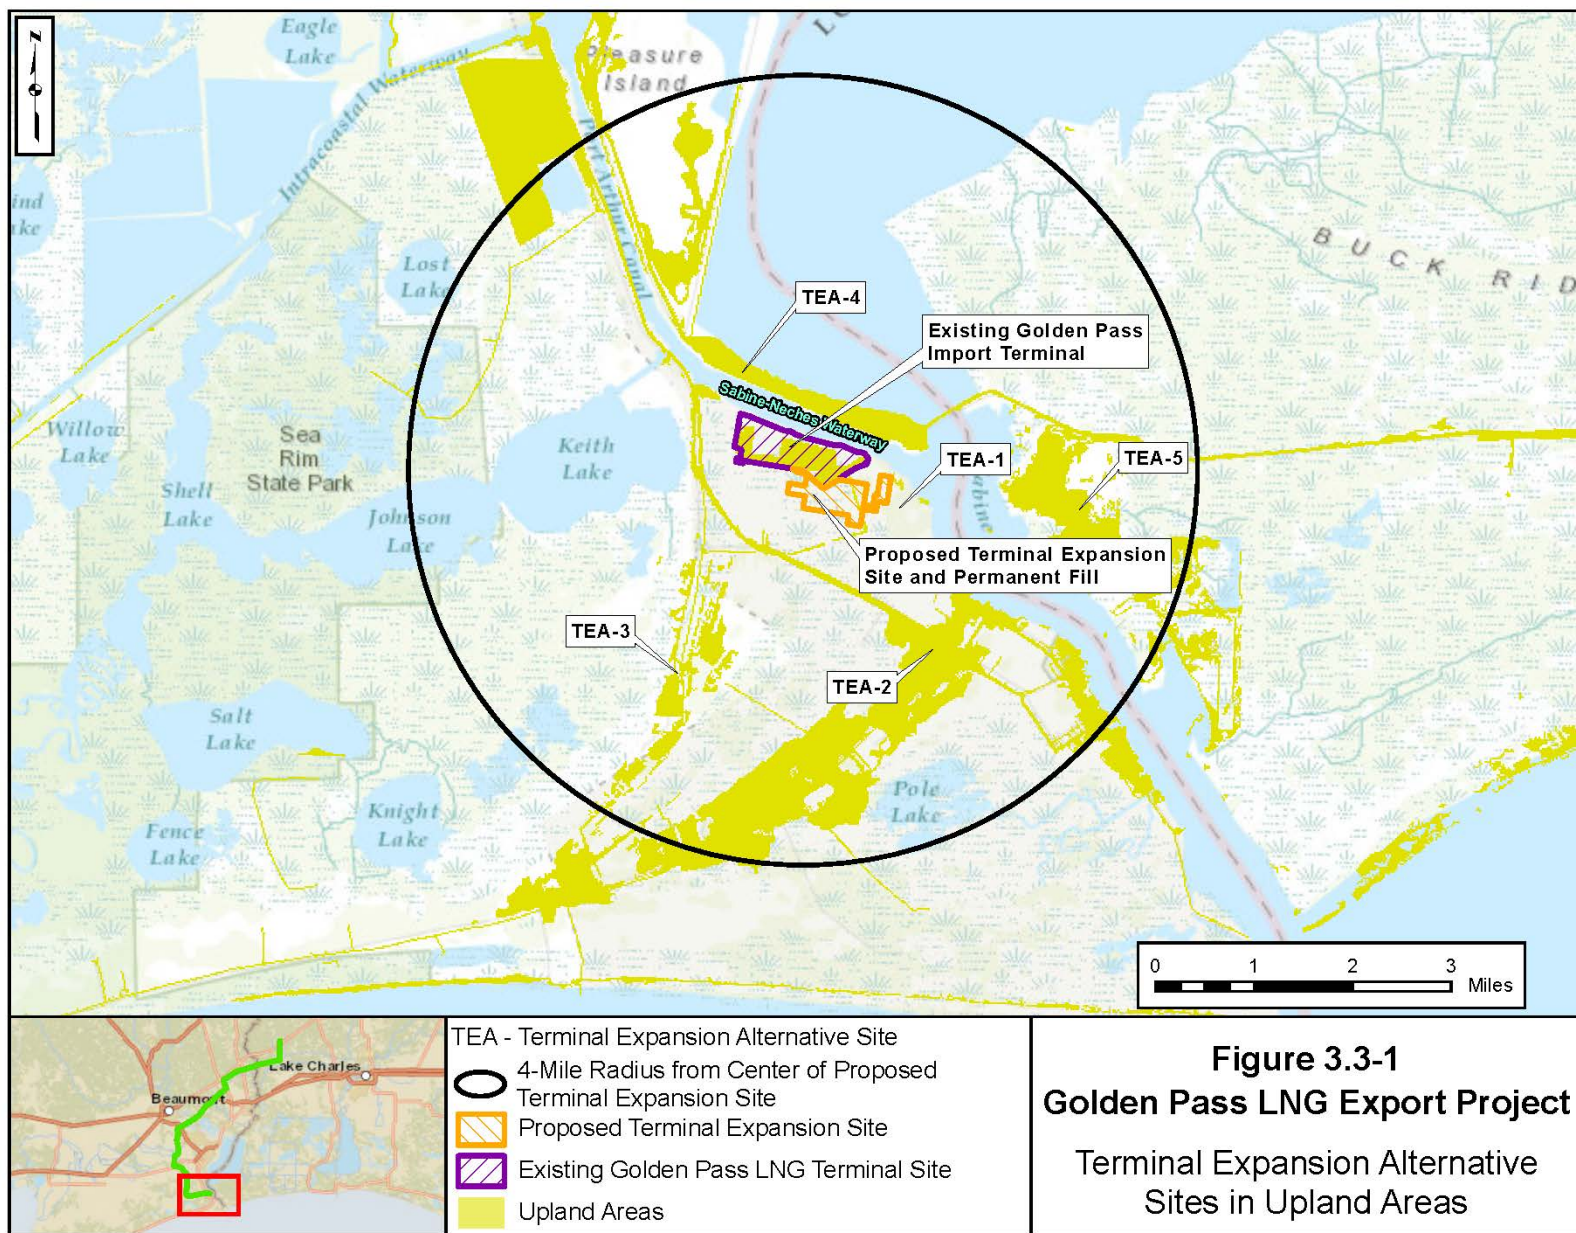 Eagle
Lake
Pleasure
Island
N
Intracoastal Waterway
Port Arthur Canal
Lost
Lake
BUCK RID
TEA-4
Existing Golden Pass
Import Terminal
Sabine-Neches Waterway
Willow
Lake
Sea
Rim
State Park
Keith
Lake
TEA-1
TEA-5
Shell
Lake
Johnson
Lake
Sabine
Proposed Terminal Expansion
Site and Permanent Fill
TEA-3
TEA-2
Salt
Lake
Pole
Lake
Knight
Lake
Fence
Lake
0 1 2 3
Miles
Lake Charles
Beaumont
TEA - Terminal Expansion Alternative Site
4-Mile Radius from Center of Proposed
Terminal Expansion Site
Proposed Terminal Expansion Site
Existing Golden Pass LNG Terminal Site
Upland Areas
Figure 3.3-1
Golden Pass LNG Export Project
Terminal Expansion Alternative
Sites in Upland Areas